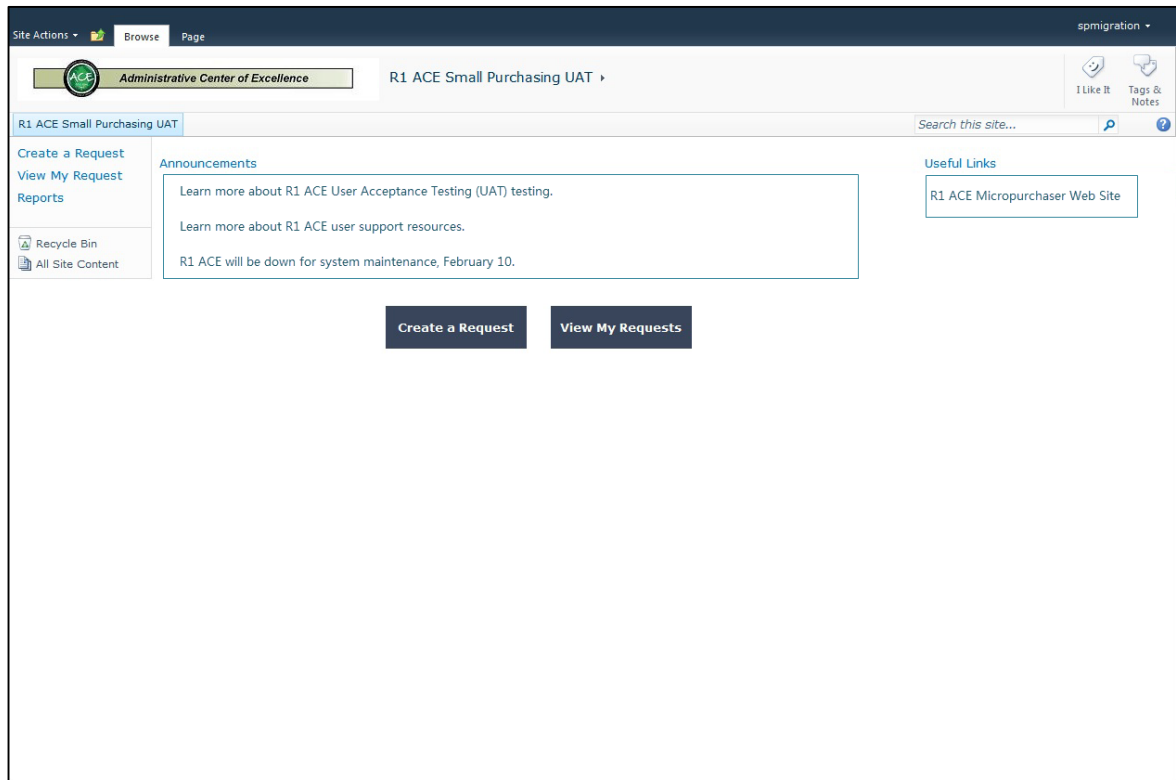 spmigration
Site Actions
Browse
Page
ACE
Administrative Center of Excellence
R1 ACE Small Purchasing UAT
I Like It
Tags &
Notes
R1 ACE Small Purchasing UAT
Search this site...
Create a Request
View My Request
Reports
Recycle Bin
All Site Content
Announcements
Learn more about R1 ACE User Acceptance Testing (UAT) testing.
Learn more about R1 ACE user support resources.
R1 ACE will be down for system maintenance, February 10.
Useful Links
R1 ACE Micropurchaser Web Site
Create a Request
View My Requests